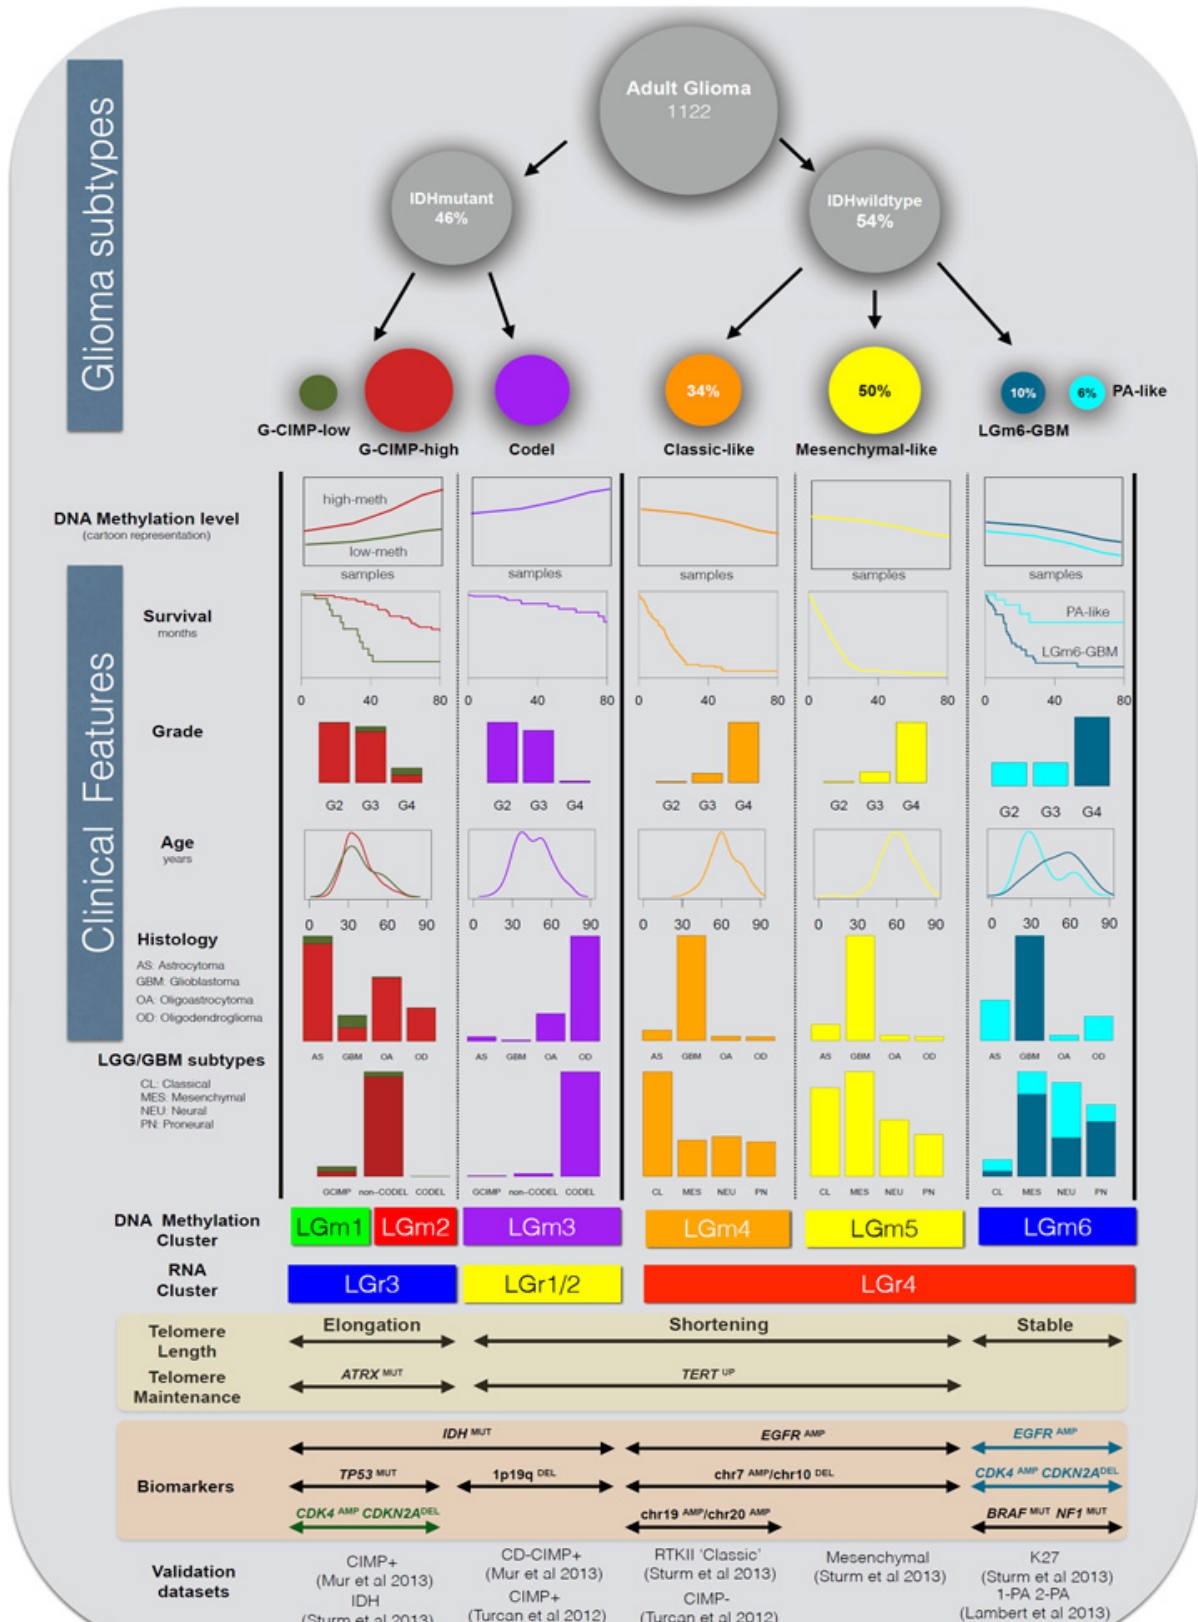 Glioma subtypes
Adult Glioma
1122
IDHmutant
46%
IDHwildtype
54%
G-CIMP-low
G-CIMP-high
Codel
34%
Classic-like
50%
Mesenchymal-like
10%
LGm6-GBM
6%
PA-like
DNA Methylation level
(cartoon representation)
high-meth
low-meth
samples
samples
samples
samples
samples
Clinical Features
Survival
months
PA-like
LGm6-GBM
0 40 80
0 40 80
0 40 80
0 40 80
0 40 80
Grade
G2 G3 G4
G2 G3 G4
G2 G3 G4
G2 G3 G4
G2 G3 G4
Age
years
0 30 60 90
0 30 60 90
0 30 60 90
0 30 60 90
0 30 60 90
Histology
AS: Astrocytoma
GBM: Glioblastoma
OA: Oligoastrocytoma
OD: Oligodendroglioma
AS GBM OA OD
AS GBM OA OD
AS GBM OA OD
AS GBM OA OD
AS GBM OA OD
LGG/GBM subtypes
CL: Classical
MES: Mesenchymal
NEU: Neural
PN: Proneural
GCIMP non-CODEL CODEL
GCIMP non-CODEL CODEL
CL MES NEU PN
CL MES NEU PN
CL MES NEU PN
DNA Methylation
Cluster
LGm1 LGm2 LGm3 LGm4 LGm5 LGm6
RNA
Cluster
LGr3 LGr1/2 LGr4
Telomere
Length
Elongation Shortening Stable
Telomere
Maintenance
ATRX MUT TERT UP
Biomarkers
IDH MUT EGFR AMP EGFR AMP
TP53 MUT 1p19q DEL chr7 AMP/chr10 DEL CDK4 AMP CDKN2A DEL
CDK4 AMP CDKN2A DEL chr19 AMP/chr20 AMP BRAF MUT NF1 MUT
Validation
datasets
CIMP+
(Mur et al 2013)
IDH
(Sturm et al 2013)
CD-CIMP+
(Mur et al 2013)
CIMP+
(Turcan et al 2012)
RTKII 'Classic'
(Sturm et al 2013)
CIMP-
(Turcan et al 2012)
Mesenchymal
(Sturm et al 2013)
K27
(Sturm et al 2013)
1-PA 2-PA
(Lambert et al 2013)